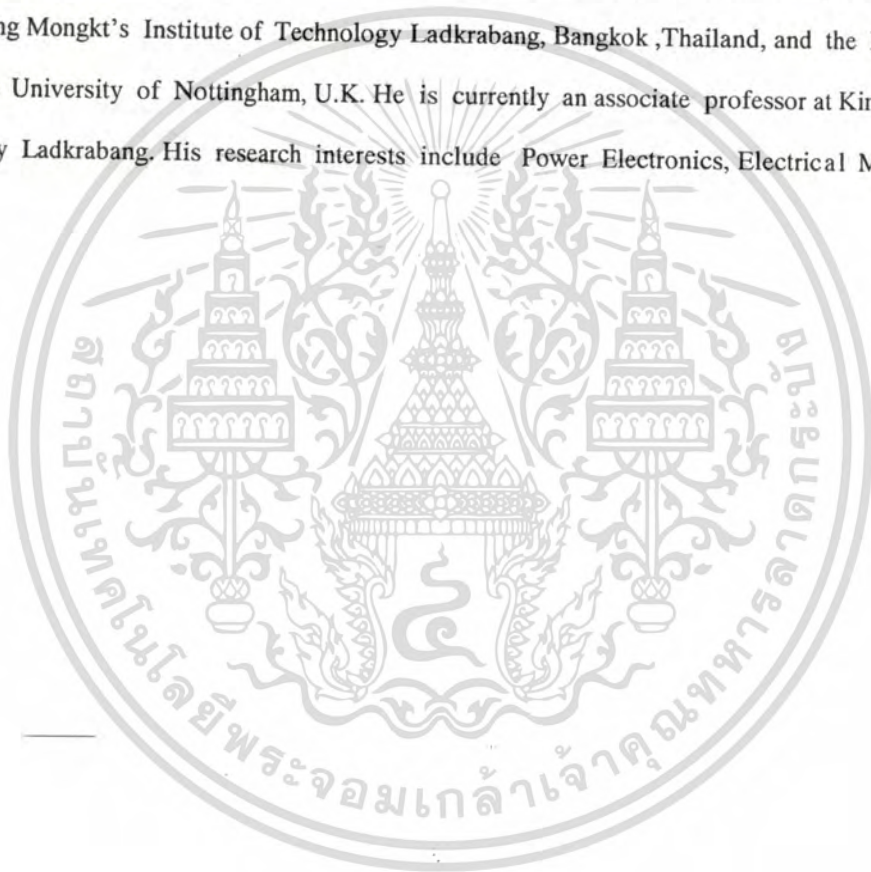 ng Mongkt's Institute of Technology Ladkrabang, Bangkok ,Thailand, and the
University of Nottingham, U.K. He is currently an associate professor at Kin
y Ladkrabang. His research interests include Power Electronics, Electrical M
สถาบันเทคโนโลยีพระจอมเกล้าเจ้าคุณทหารลาดกระบัง
๔